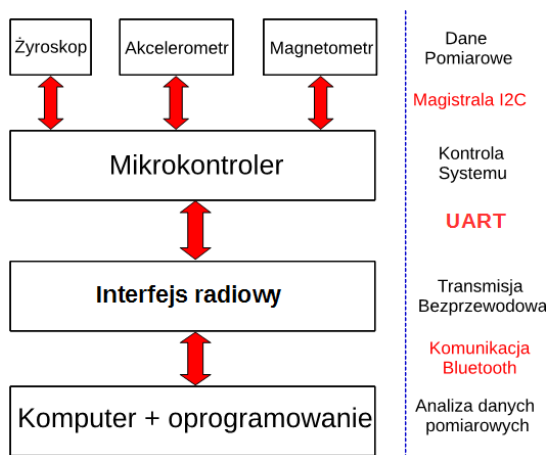 Żyroskop
Akcelerometr
Magnetometr
Dane
Pomiarowe
Magistrala I2C
Mikrokontroler
Kontrola
Systemu
UART
Interfejs radiowy
Transmisja
Bezprzewodowa
Komunikacja
Bluetooth
Komputer + oprogramowanie
Analiza danych
pomiarowych